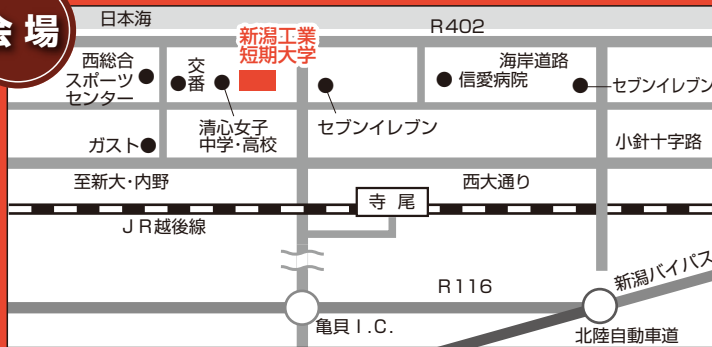 会場
日本海
R402
新潟工業
短期大学
西総合
スポーツ
センター
交
番
海岸道路
信愛病院
セブンイレブン
清心女子
中学・高校
セブンイレブン
ガスト
小針十字路
至新大・内野
西大通り
寺尾
JR越後線
新潟バイパス
R116
亀貝I.C.
北陸自動車道